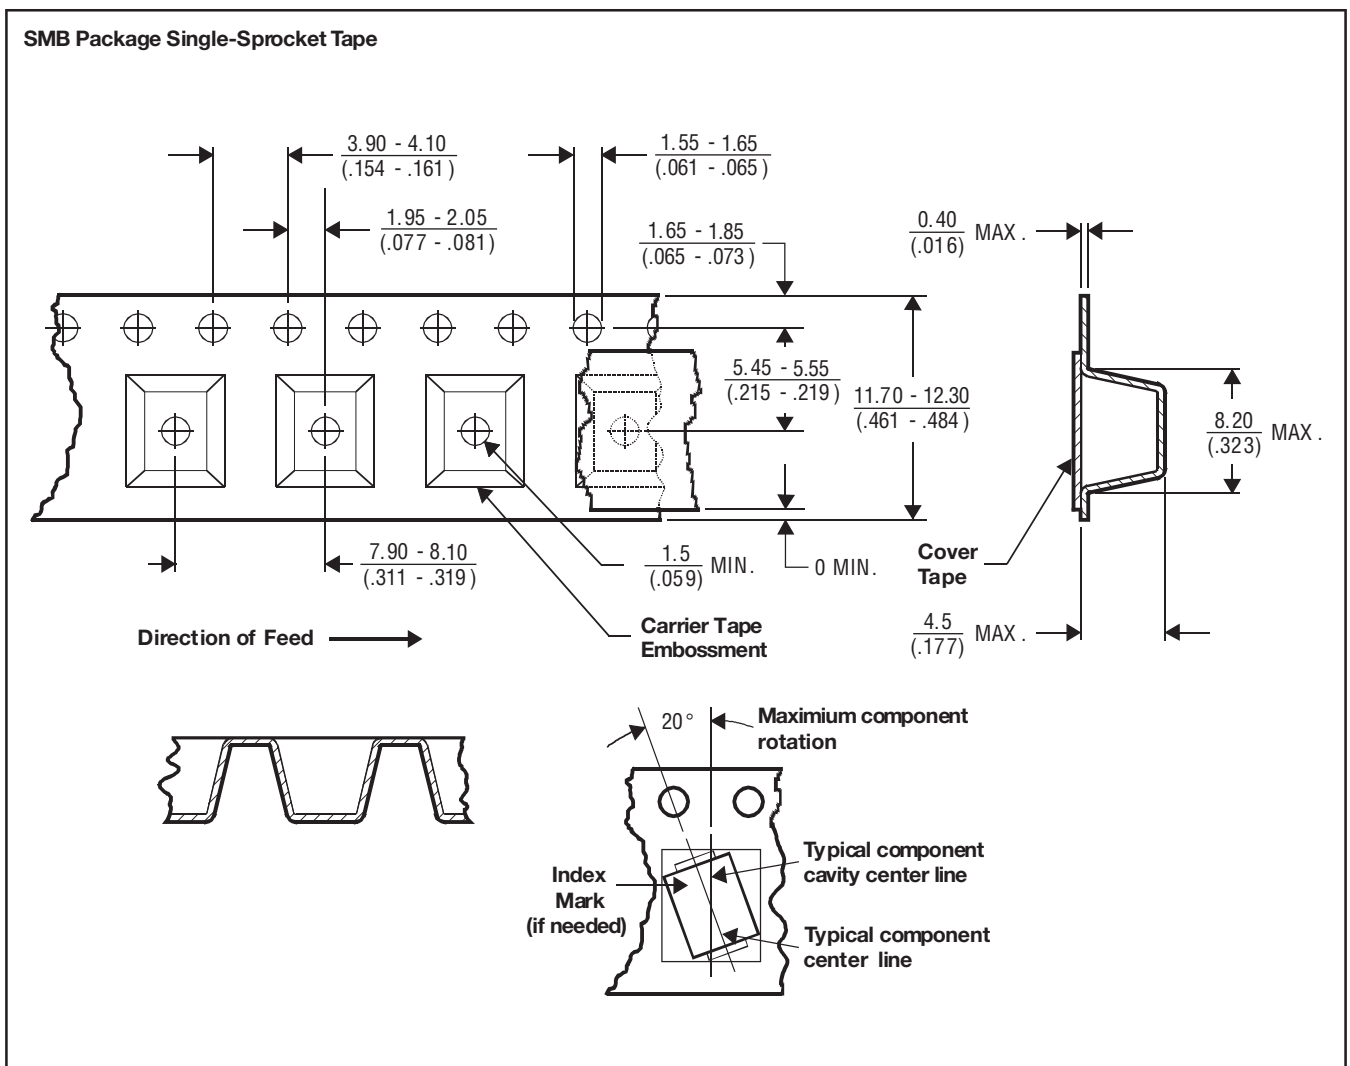 SMB Package Single-Sprocket Tape
3.90 - 4.10
(.154 - .161)
1.55 - 1.65
(.061 - .065)
1.95 - 2.05
(.077 - .081)
1.65 - 1.85
(.065 - .073)
0.40
(.016)
MAX.
5.45 - 5.55
(.215 - .219)
11.70 - 12.30
(.461 - .484)
8.20
(.323)
MAX.
7.90 - 8.10
(.311 - .319)
1.5
(.059)
MIN.
0 MIN.
Cover
Tape
4.5
(.177)
MAX.
Direction of Feed
Carrier Tape
Embossment
20°
Maximium component
rotation
Typical component
cavity center line
Index
Mark
(if needed)
Typical component
center line